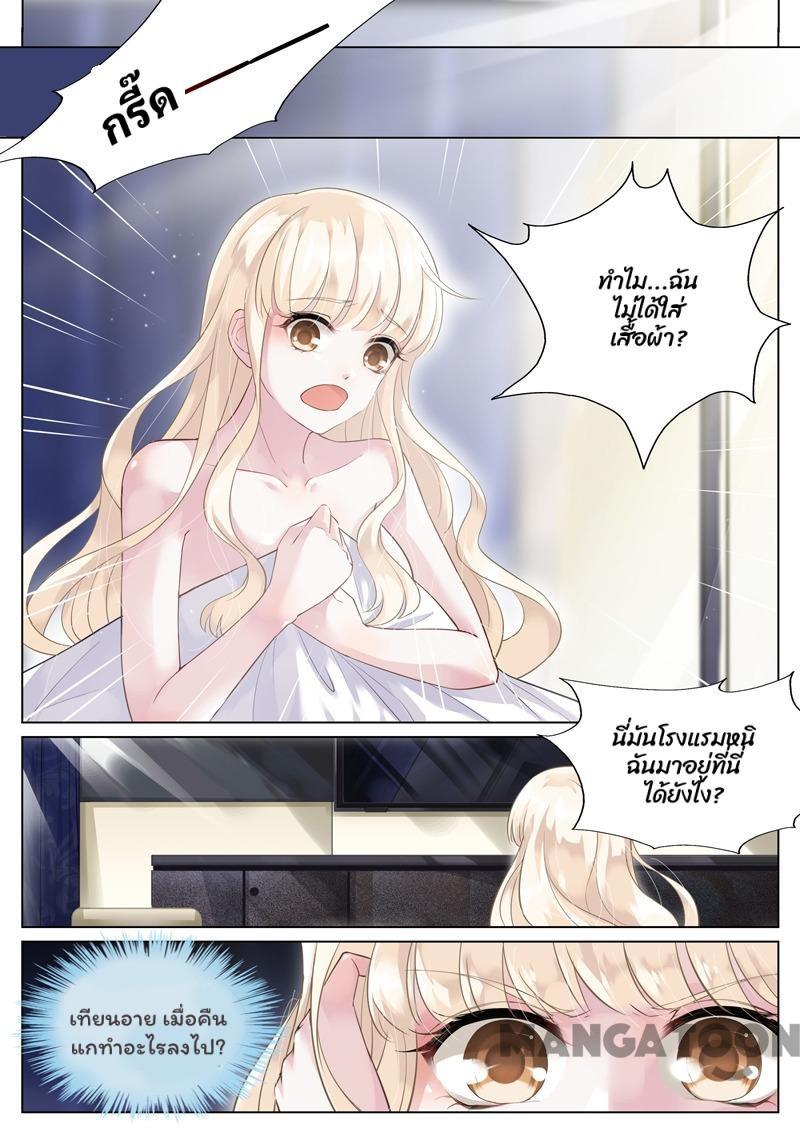 กรี๊ด
ทำไม...ฉัน
ไม่ได้ใส่
เสื้อผ้า?
นี่มันโรงแรมหนิ
ฉันมาอยู่ที่นี่
ได้ยังไง?
เทียนอาย เมื่อคืน
แกทำอะไรลงไป?
MANGATOON